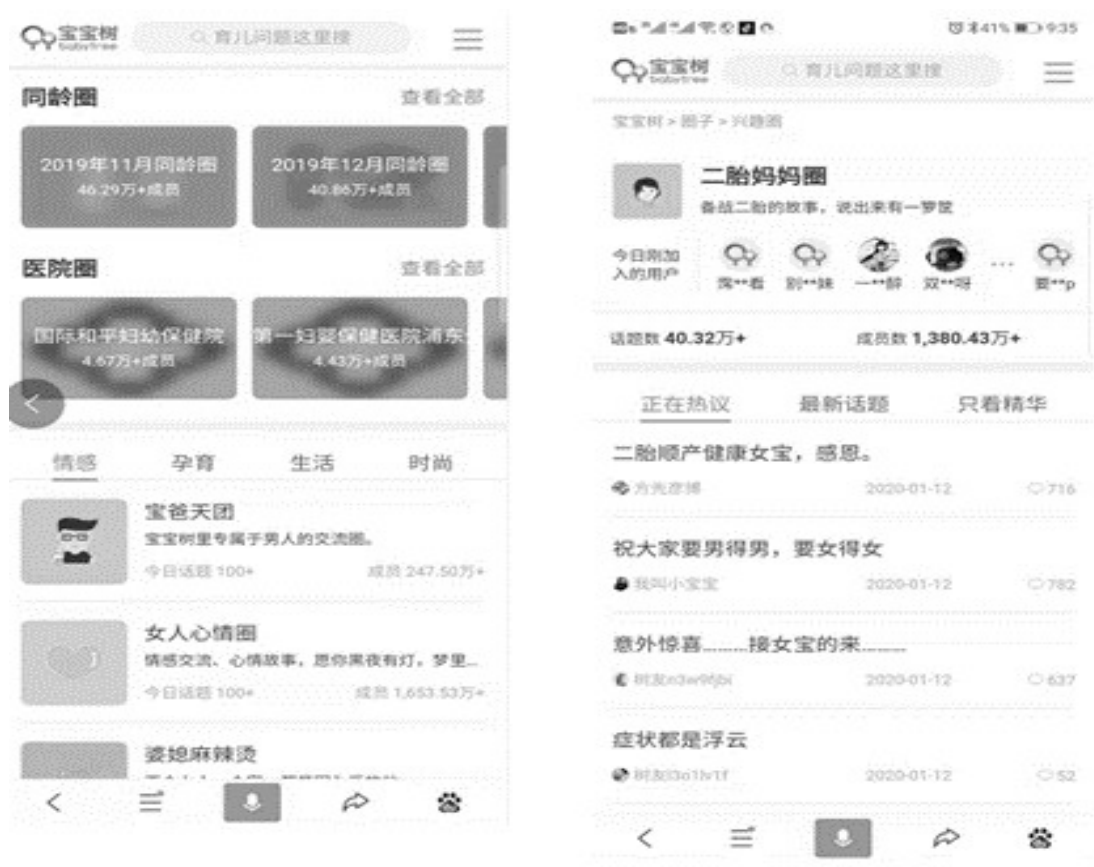 宝宝树
babytree
育儿问题这里搜
同龄圈 查看全部
2019年11月同龄圈
46.29万+成员
2019年12月同龄圈
40.86万+成员
医院圈 查看全部
国际和平妇幼保健院
4.67万+成员
第一妇婴保健医院浦东
4.43万+成员
情感 孕育 生活 时尚
宝爸天团
宝宝树里专属于男人的交流圈。
今日话题 100+ 成员 247.50万+
女人心情圈
情感交流、心情故事，愿你黑夜有灯，梦里...
今日话题 100+ 成员 1,653.53万+
婆媳麻辣烫
41% 9:35
宝宝树
babytree
育儿问题这里搜
宝宝树 > 圈子 > 兴趣圈
二胎妈妈圈
备战二胎的故事，说出来有一箩筐
今日刚加
入的用户
席**看 别**妹 一**醉 双**呀 ... 要**p
话题数 40.32万+ 成员数 1,380.43万+
正在热议 最新话题 只看精华
二胎顺产健康女宝，感恩。
2020-01-12 716
祝大家要男得男，要女得女
我叫小宝宝 2020-01-12 782
意外惊喜………接女宝的来………
2020-01-12 637
症状都是浮云
2020-01-12 52